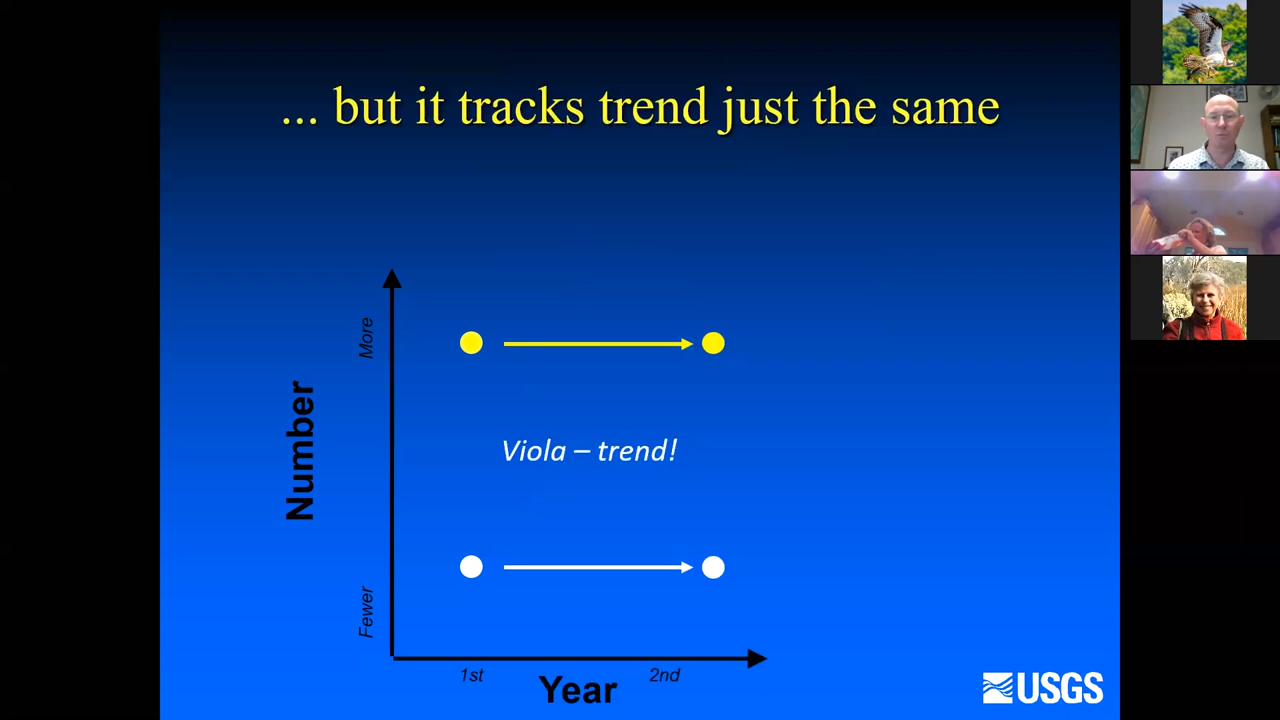 ... but it tracks trend just the same
More
Number
Viola – trend!
Fewer
1st
2nd
Year
USGS